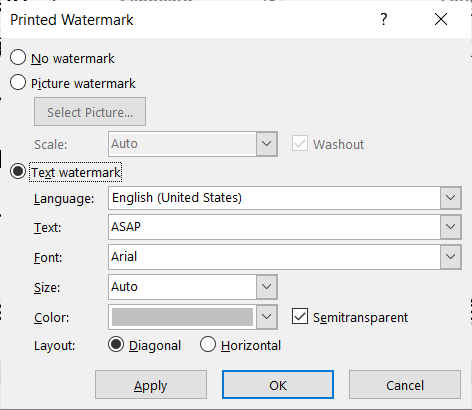 Printed Watermark ?
No watermark
Picture watermark
Select Picture...
Scale: Auto Washout
Text watermark
Language: English (United States)
Text: ASAP
Font: Arial
Size: Auto
Color: Semitransparent
Layout: Diagonal Horizontal
Apply OK Cancel